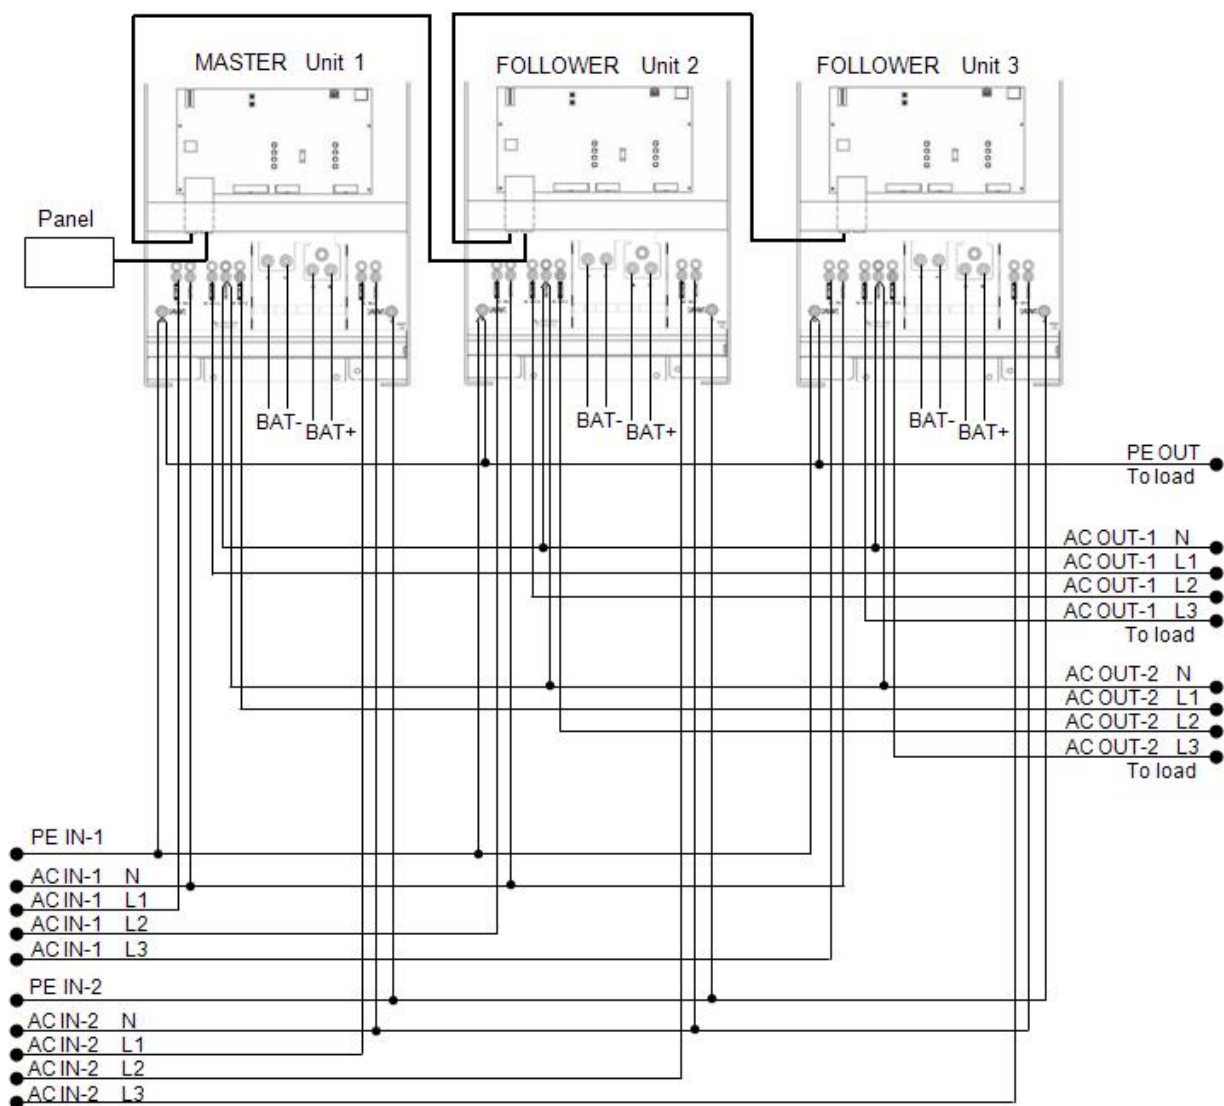 MASTER Unit 1
FOLLOWER Unit 2
FOLLOWER Unit 3
Panel
BAT-
BAT+
BAT-
BAT+
BAT-
BAT+
PE OUT
To load
AC OUT-1 N
AC OUT-1 L1
AC OUT-1 L2
AC OUT-1 L3
To load
AC OUT-2 N
AC OUT-2 L1
AC OUT-2 L2
AC OUT-2 L3
To load
PE IN-1
AC IN-1 N
AC IN-1 L1
AC IN-1 L2
AC IN-1 L3
PE IN-2
AC IN-2 N
AC IN-2 L1
AC IN-2 L2
AC IN-2 L3